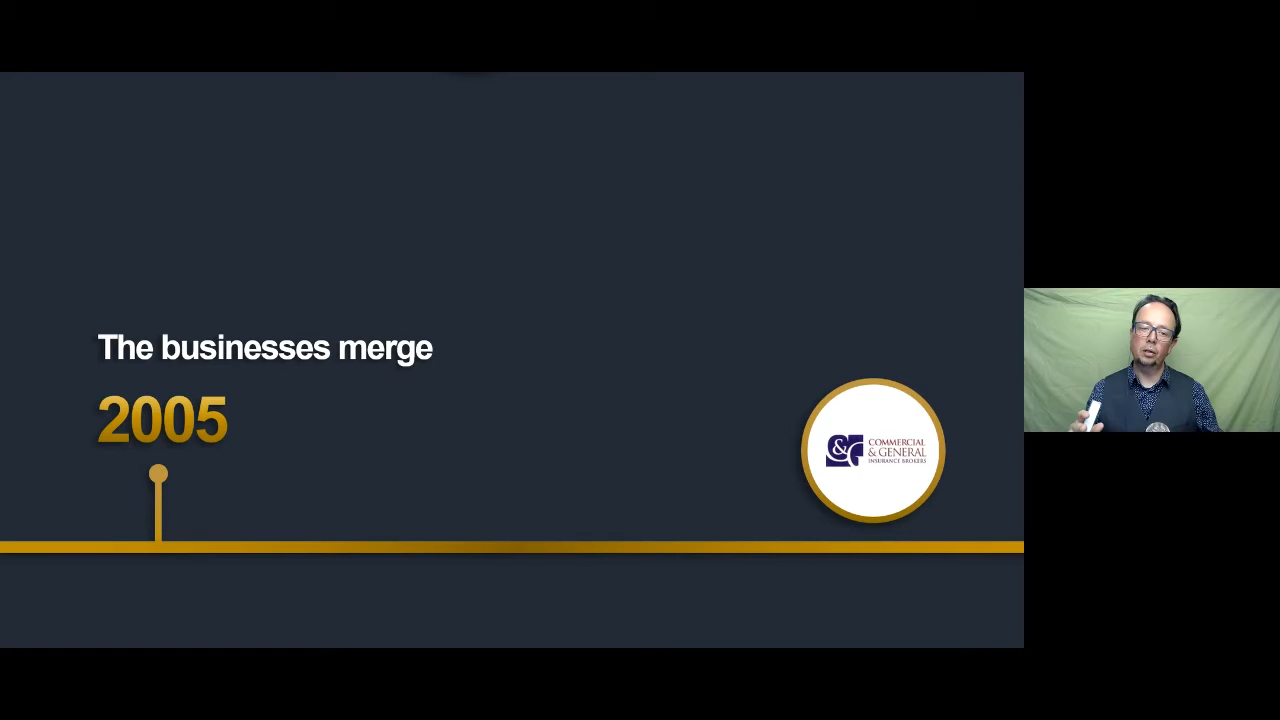 The businesses merge
2005
&
COMMERCIAL
& GENERAL
INSURANCE BROKERS